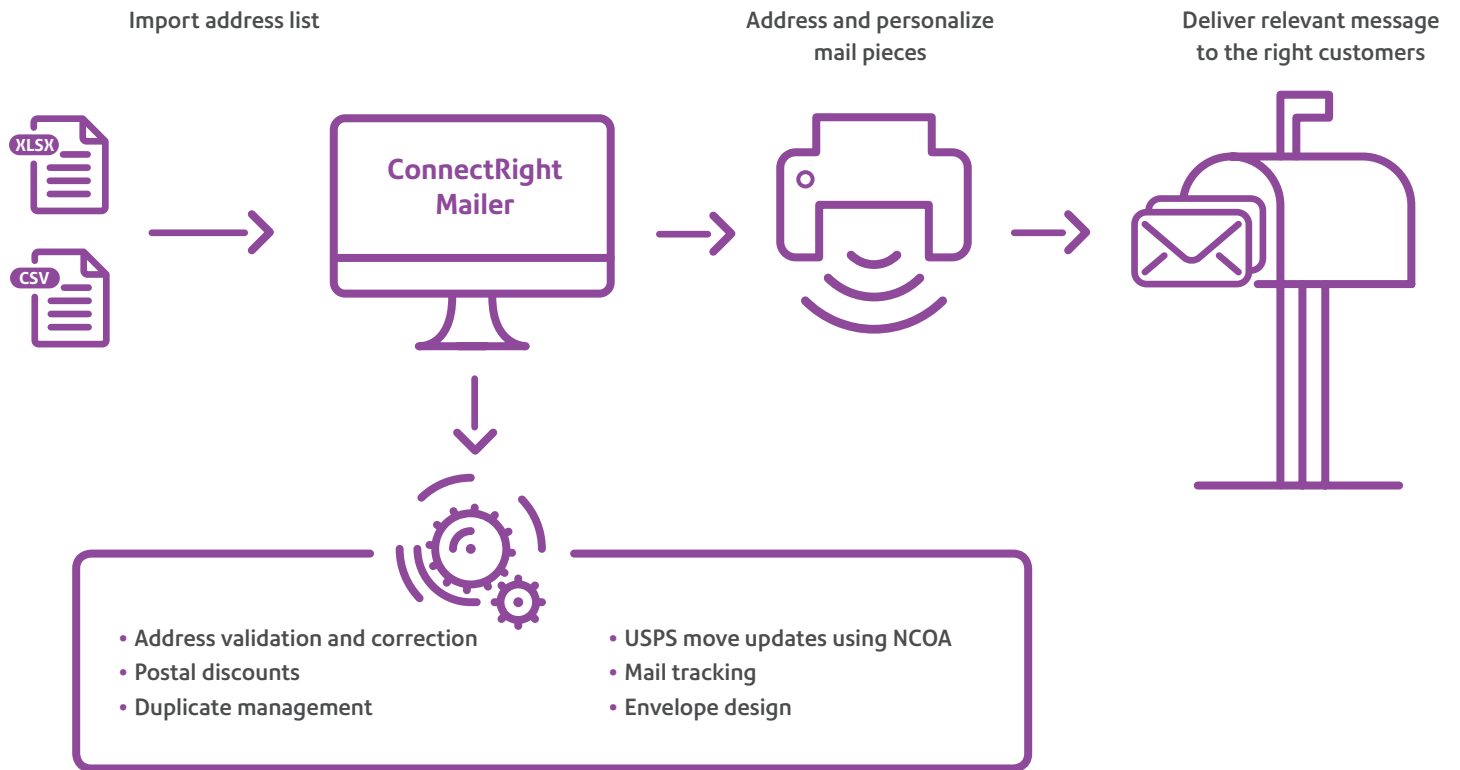 Import address list
Address and personalize
mail pieces
Deliver relevant message
to the right customers
XLSX
CSV
ConnectRight
Mailer
• Address validation and correction
• Postal discounts
• Duplicate management
• USPS move updates using NCOA
• Mail tracking
• Envelope design